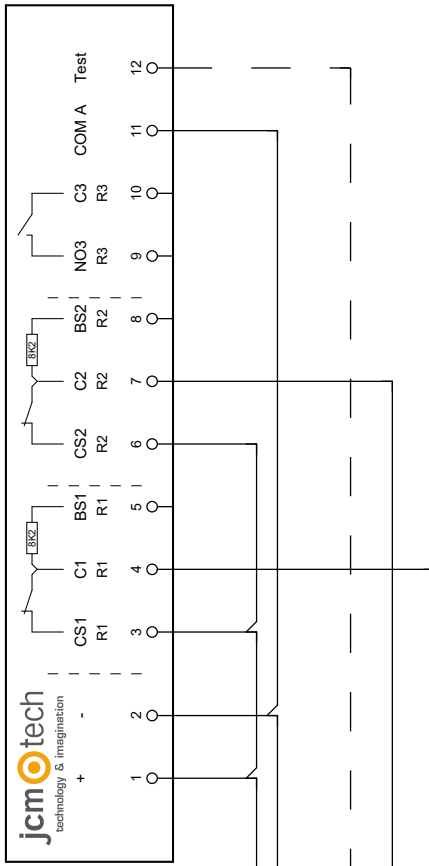 jcm tech
technology & imagination
8K2 8K2
+ - CS1 C1 BS1 CS2 C2 BS2 NO3 C3 COM A Test
R1 R1 R1 R2 R2 R2 R3 R3
1 2 3 4 5 6 7 8 9 10 11 12